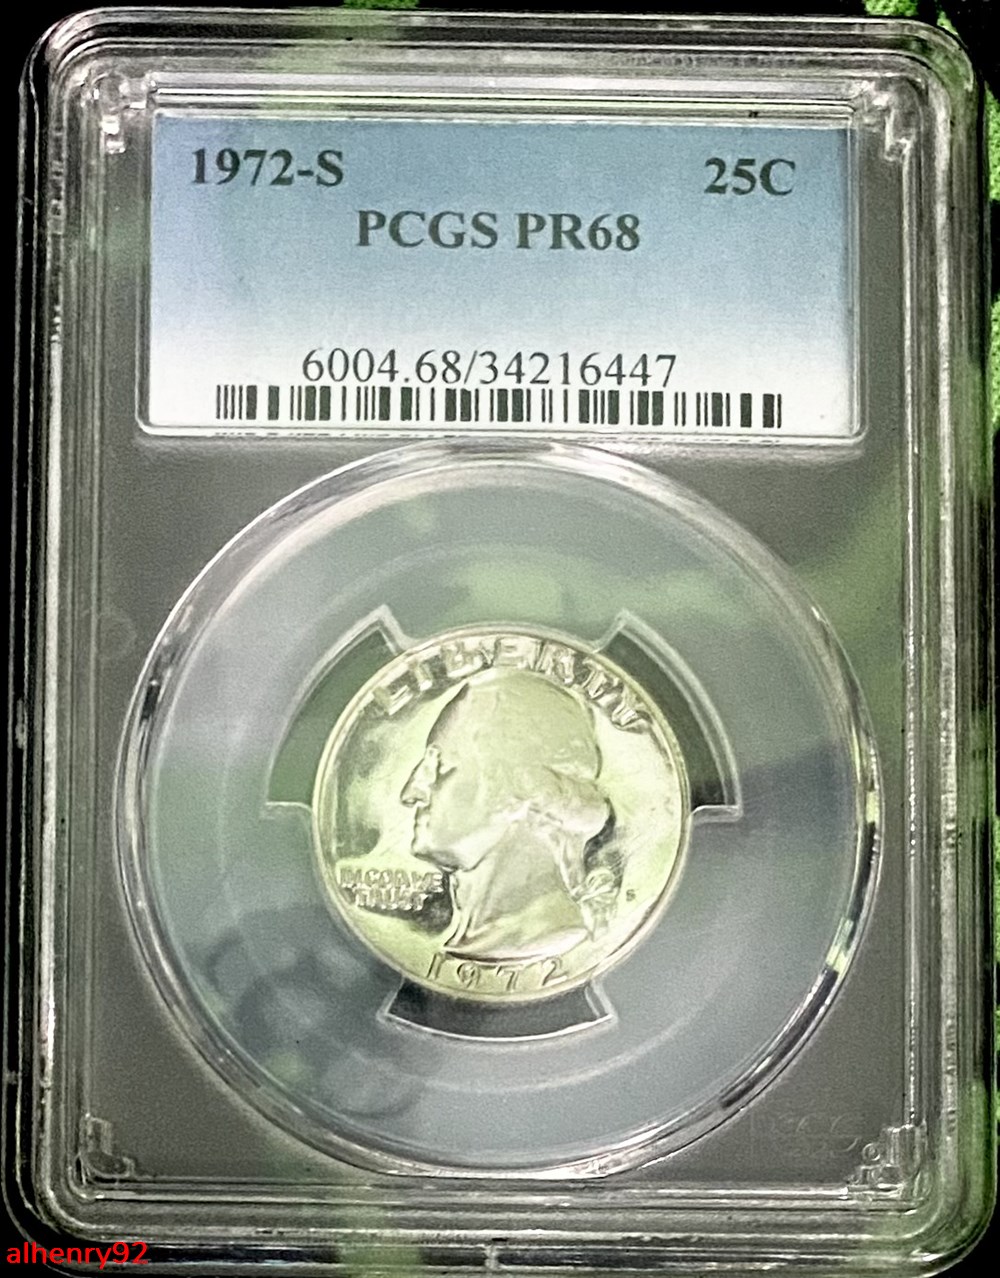 1972-S 25C
PCGS PR68
6004.68/34216447
LIBERTY
IN GOD WE
TRUST
S
1972
alhenry92